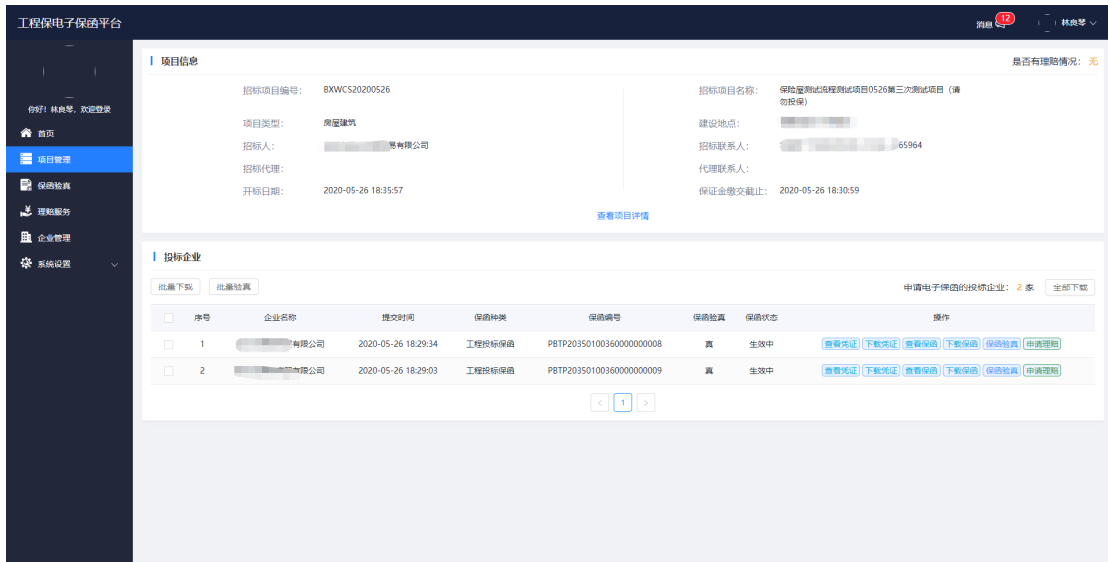 工程保电子保函平台
消息 12
林良琴
你好！林良琴，欢迎登录
首页
项目管理
保函验真
理赔服务
企业管理
系统设置
项目信息
是否有理赔情况： 无
招标项目编号： BXWCS20200526
招标项目名称： 保险屋测试流程测试项目0526第三次测试项目（请
勿投保）
项目类型： 房屋建筑
建设地点：
招标人： 易有限公司
招标联系人： 65964
招标代理：
代理联系人：
开标日期： 2020-05-26 18:35:57
保证金缴交截止： 2020-05-26 18:30:59
查看项目详情
投标企业
批量下载 批量验真
申请电子保函的投标企业： 2 家 全部下载
序号 企业名称 提交时间 保函种类 保函编号 保函验真 保函状态 操作
1 有限公司 2020-05-26 18:29:34 工程投标保函 PBTP20350100360000000008 真 生效中 查看凭证 下载凭证 查看保函 下载保函 保函验真 申请理赔
2 有限公司 2020-05-26 18:29:03 工程投标保函 PBTP20350100360000000009 真 生效中 查看凭证 下载凭证 查看保函 下载保函 保函验真 申请理赔
< 1 >